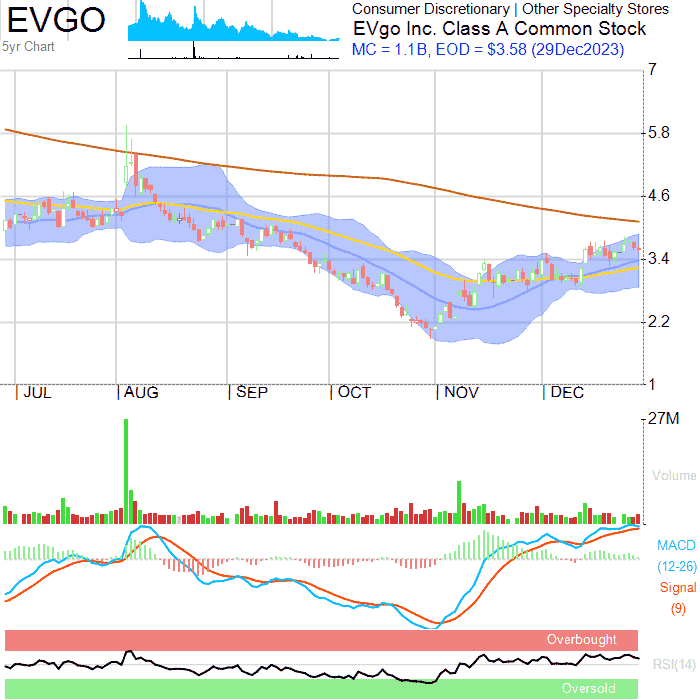 EVGO
5yr Chart
Consumer Discretionary | Other Specialty Stores
EVgo Inc. Class A Common Stock
MC = 1.1B, EOD = $3.58 (29Dec2023)
7
5.8
4.6
3.4
2.2
1
JUL AUG SEP OCT NOV DEC
27M
Volume
MACD
(12-26)
Signal
(9)
Overbought
RSI(14)
Oversold